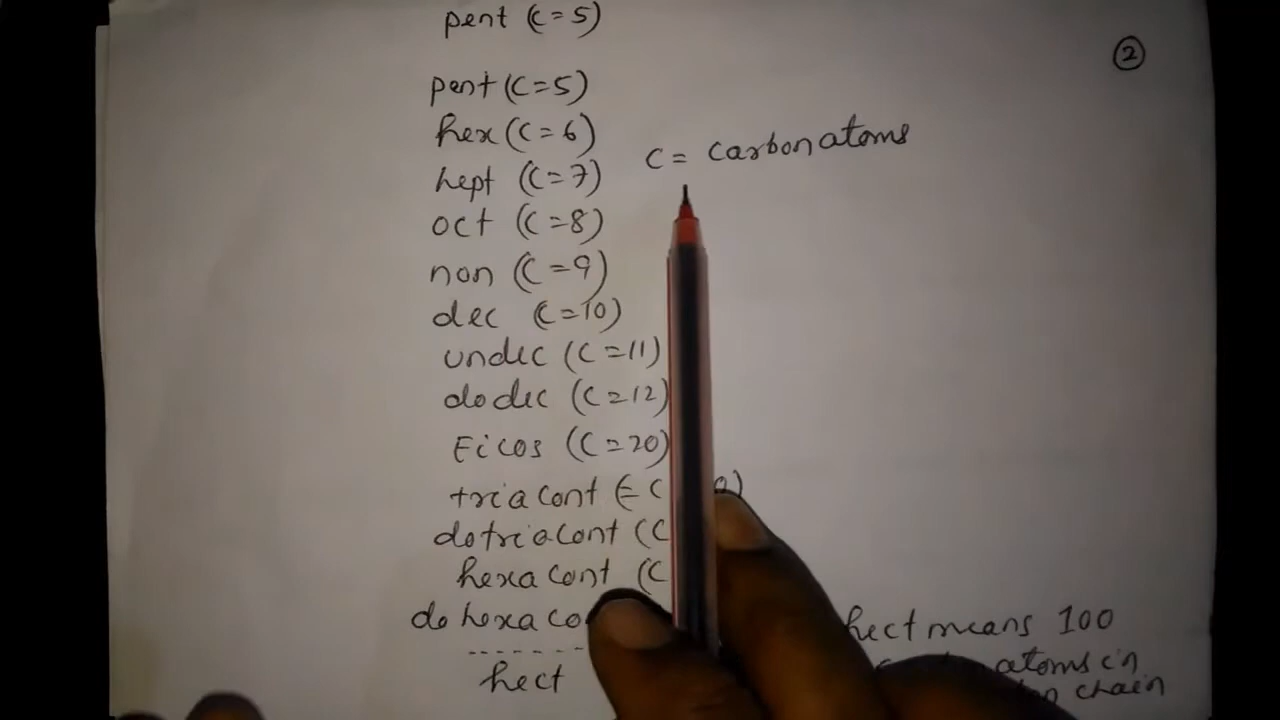 pent (C=5)
②
pent (C=5)
hex (C=6)
C = carbon atoms
hept (C=7)
oct (C=8)
non (C=9)
dec (C=10)
undec (C=11)
dodec (C=12)
Eicos (C=20)
triacont (=C
dotriacont (C
hexacont (C
dohexaco
hect means 100
atoms in
hect
chain